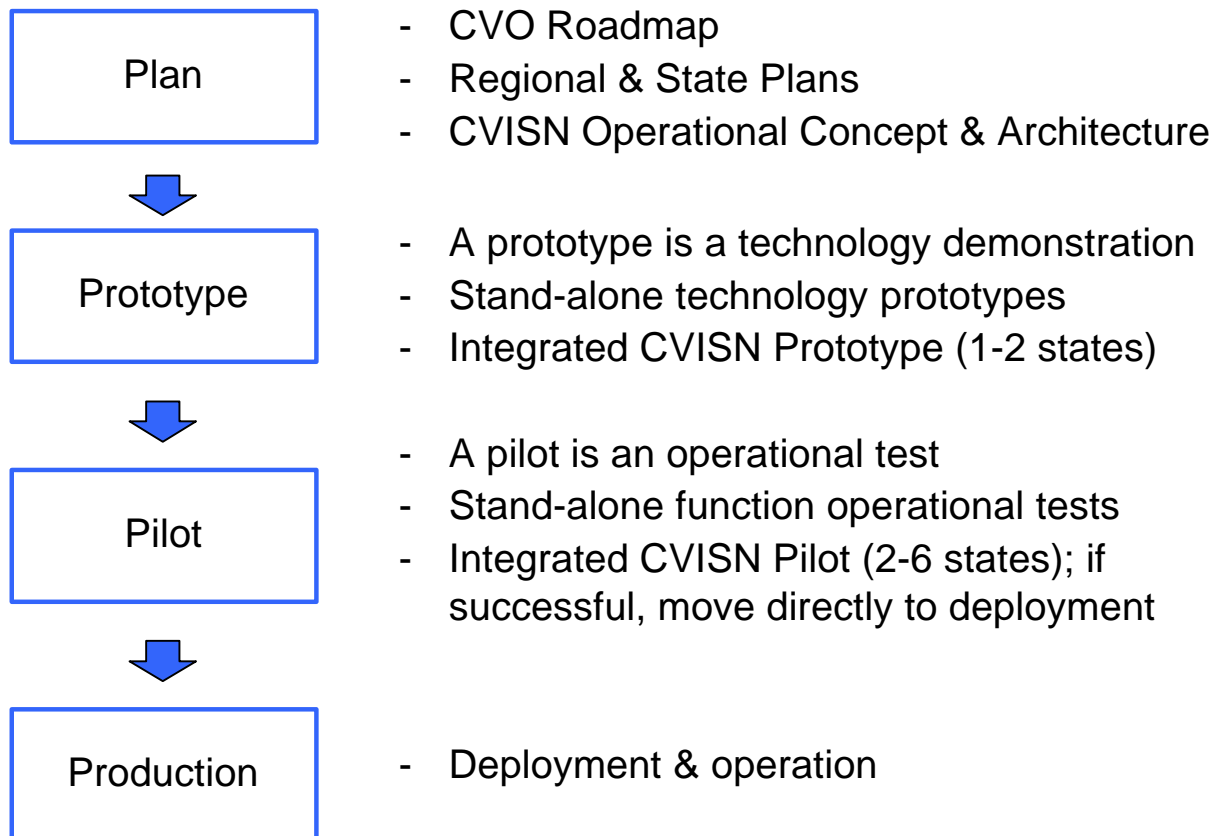 Plan
- CVO Roadmap
- Regional & State Plans
- CVISN Operational Concept & Architecture
Prototype
- A prototype is a technology demonstration
- Stand-alone technology prototypes
- Integrated CVISN Prototype (1-2 states)
Pilot
- A pilot is an operational test
- Stand-alone function operational tests
- Integrated CVISN Pilot (2-6 states); if
successful, move directly to deployment
Production
- Deployment & operation